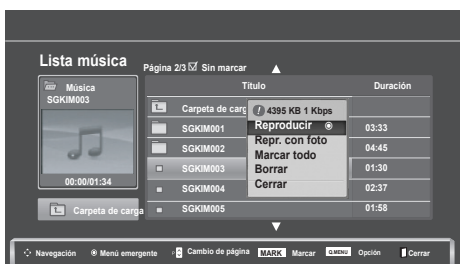 Lista música
Página 2/3 Sin marcar
Música
SGKIM003
00:00/01:34
Carpeta de carga
Título Duración
Carpeta de carg
SGKIM001 03:33
SGKIM002 04:45
SGKIM003 01:30
SGKIM004 02:37
SGKIM005 01:58
4395 KB 1 Kbps
Reproducir
Repr. con foto
Marcar todo
Borrar
Cerrar
Navegación Menú emergente Cambio de página MARK Marcar Q.MENU Opción Cerrar